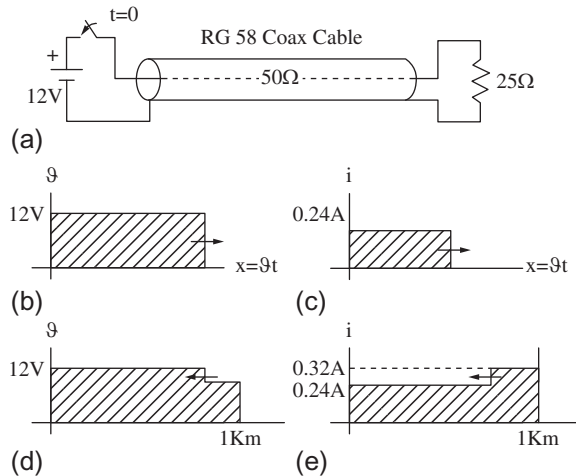 t=0
RG 58 Coax Cable
+
50Ω
25Ω
12V
(a)
ϑ
i
12V
0.24A
x=ϑt
x=ϑt
(b)
(c)
ϑ
i
12V
0.32A
0.24A
1Km
1Km
(d)
(e)